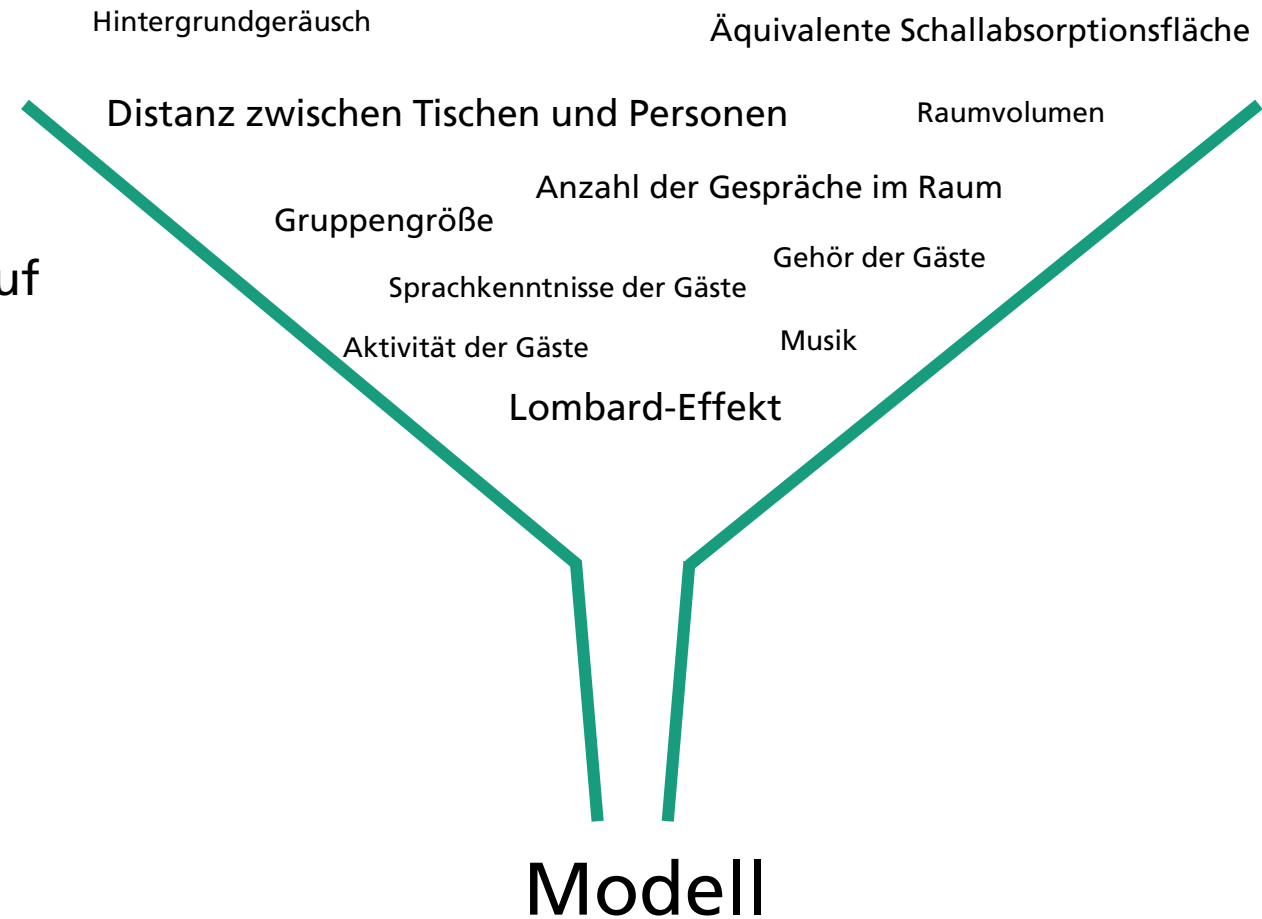 Hintergrundgeräusch
Äquivalente Schallabsorptionsfläche
Distanz zwischen Tischen und Personen
Raumvolumen
Anzahl der Gespräche im Raum
Gruppengröße
Gehör der Gäste
uf
Sprachkenntnisse der Gäste
Musik
Aktivität der Gäste
Lombard-Effekt
Modell